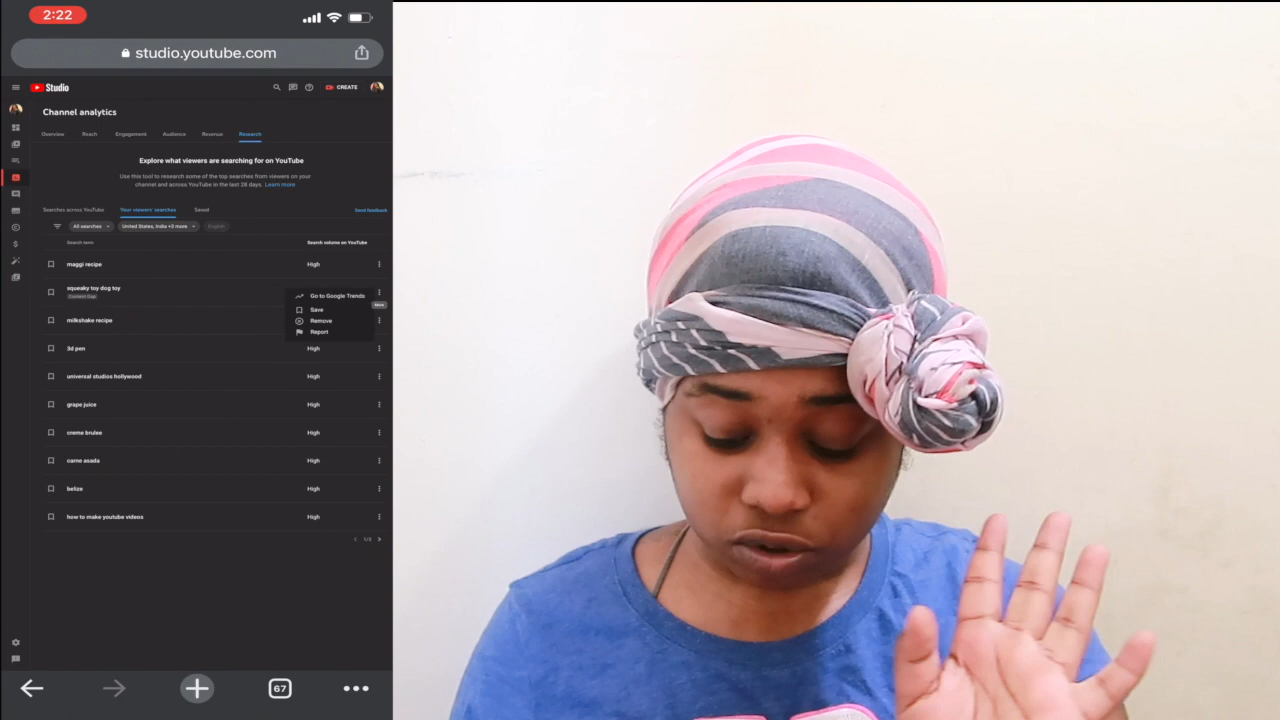 2:22
studio.youtube.com
Studio
CREATE
Channel analytics
Overview Reach Engagement Audience Revenue Research
Explore what viewers are searching for on YouTube
Use this tool to research some of the top searches from viewers on your
channel and across YouTube in the last 28 days. Learn more
Searches across YouTube Your viewers' searches Saved Send feedback
All searches United States, India +3 more English
Search term Search volume on YouTube
maggi recipe High
squeaky toy dog toy
Content Gap
Go to Google Trends
More
Save
milkshake recipe
Remove
Report
3d pen High
universal studios hollywood High
grape juice High
creme brulee High
carne asada High
belize High
how to make youtube videos High
1/3
67